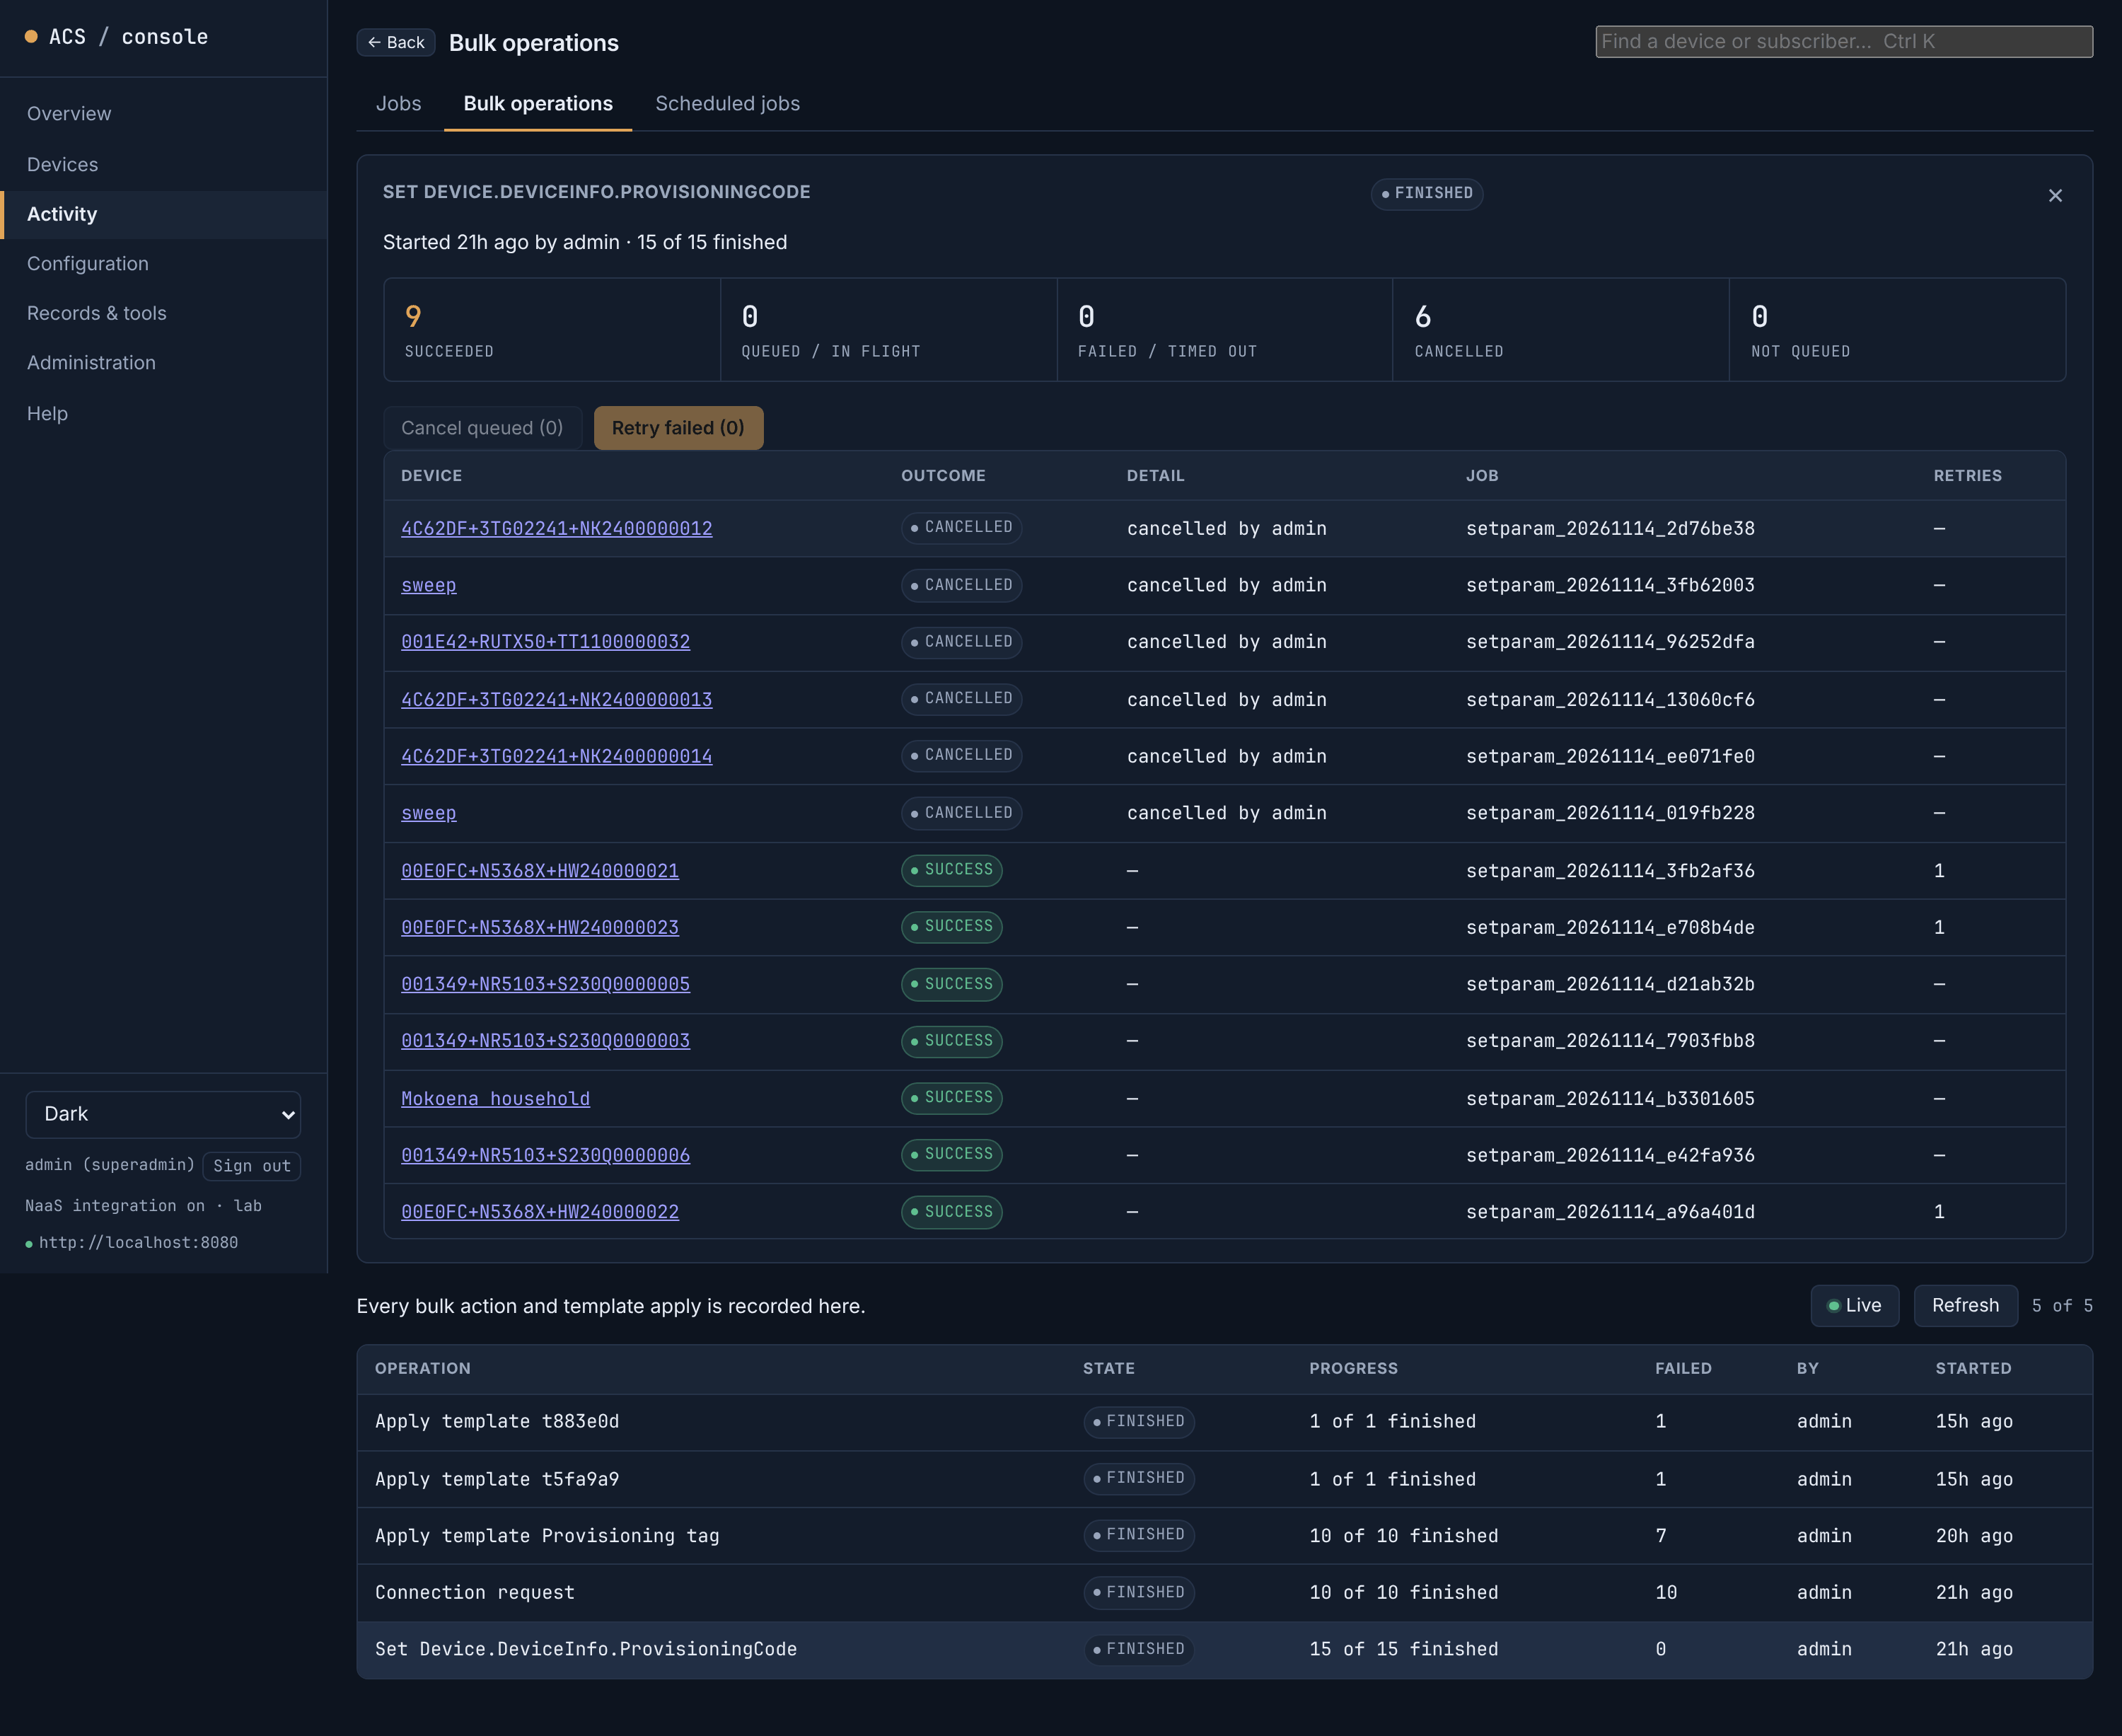 ACS / console
← Back
Bulk operations
Find a device or subscriber... Ctrl K
Overview
Devices
Activity
Configuration
Records & tools
Administration
Help
Jobs
Bulk operations
Scheduled jobs
SET DEVICE.DEVICEINFO.PROVISIONINGCODE
FINISHED
✕
Started 21h ago by admin · 15 of 15 finished
9
SUCCEEDED
0
QUEUED / IN FLIGHT
0
FAILED / TIMED OUT
6
CANCELLED
0
NOT QUEUED
Cancel queued (0)
Retry failed (0)
DEVICE OUTCOME DETAIL JOB RETRIES
4C62DF+3TG02241+NK2400000012 CANCELLED cancelled by admin setparam_20261114_2d76be38 —
sweep CANCELLED cancelled by admin setparam_20261114_3fb62003 —
001E42+RUTX50+TT1100000032 CANCELLED cancelled by admin setparam_20261114_96252dfa —
4C62DF+3TG02241+NK2400000013 CANCELLED cancelled by admin setparam_20261114_13060cf6 —
4C62DF+3TG02241+NK2400000014 CANCELLED cancelled by admin setparam_20261114_ee071fe0 —
sweep CANCELLED cancelled by admin setparam_20261114_019fb228 —
00E0FC+N5368X+HW240000021 SUCCESS — setparam_20261114_3fb2af36 1
00E0FC+N5368X+HW240000023 SUCCESS — setparam_20261114_e708b4de 1
001349+NR5103+S230Q0000005 SUCCESS — setparam_20261114_d21ab32b —
001349+NR5103+S230Q0000003 SUCCESS — setparam_20261114_7903fbb8 —
Mokoena household SUCCESS — setparam_20261114_b3301605 —
001349+NR5103+S230Q0000006 SUCCESS — setparam_20261114_e42fa936 —
00E0FC+N5368X+HW240000022 SUCCESS — setparam_20261114_a96a401d 1
Dark
admin (superadmin)
Sign out
NaaS integration on · lab
http://localhost:8080
Every bulk action and template apply is recorded here.
Live
Refresh
5 of 5
OPERATION STATE PROGRESS FAILED BY STARTED
Apply template t883e0d FINISHED 1 of 1 finished 1 admin 15h ago
Apply template t5fa9a9 FINISHED 1 of 1 finished 1 admin 15h ago
Apply template Provisioning tag FINISHED 10 of 10 finished 7 admin 20h ago
Connection request FINISHED 10 of 10 finished 10 admin 21h ago
Set Device.DeviceInfo.ProvisioningCode FINISHED 15 of 15 finished 0 admin 21h ago